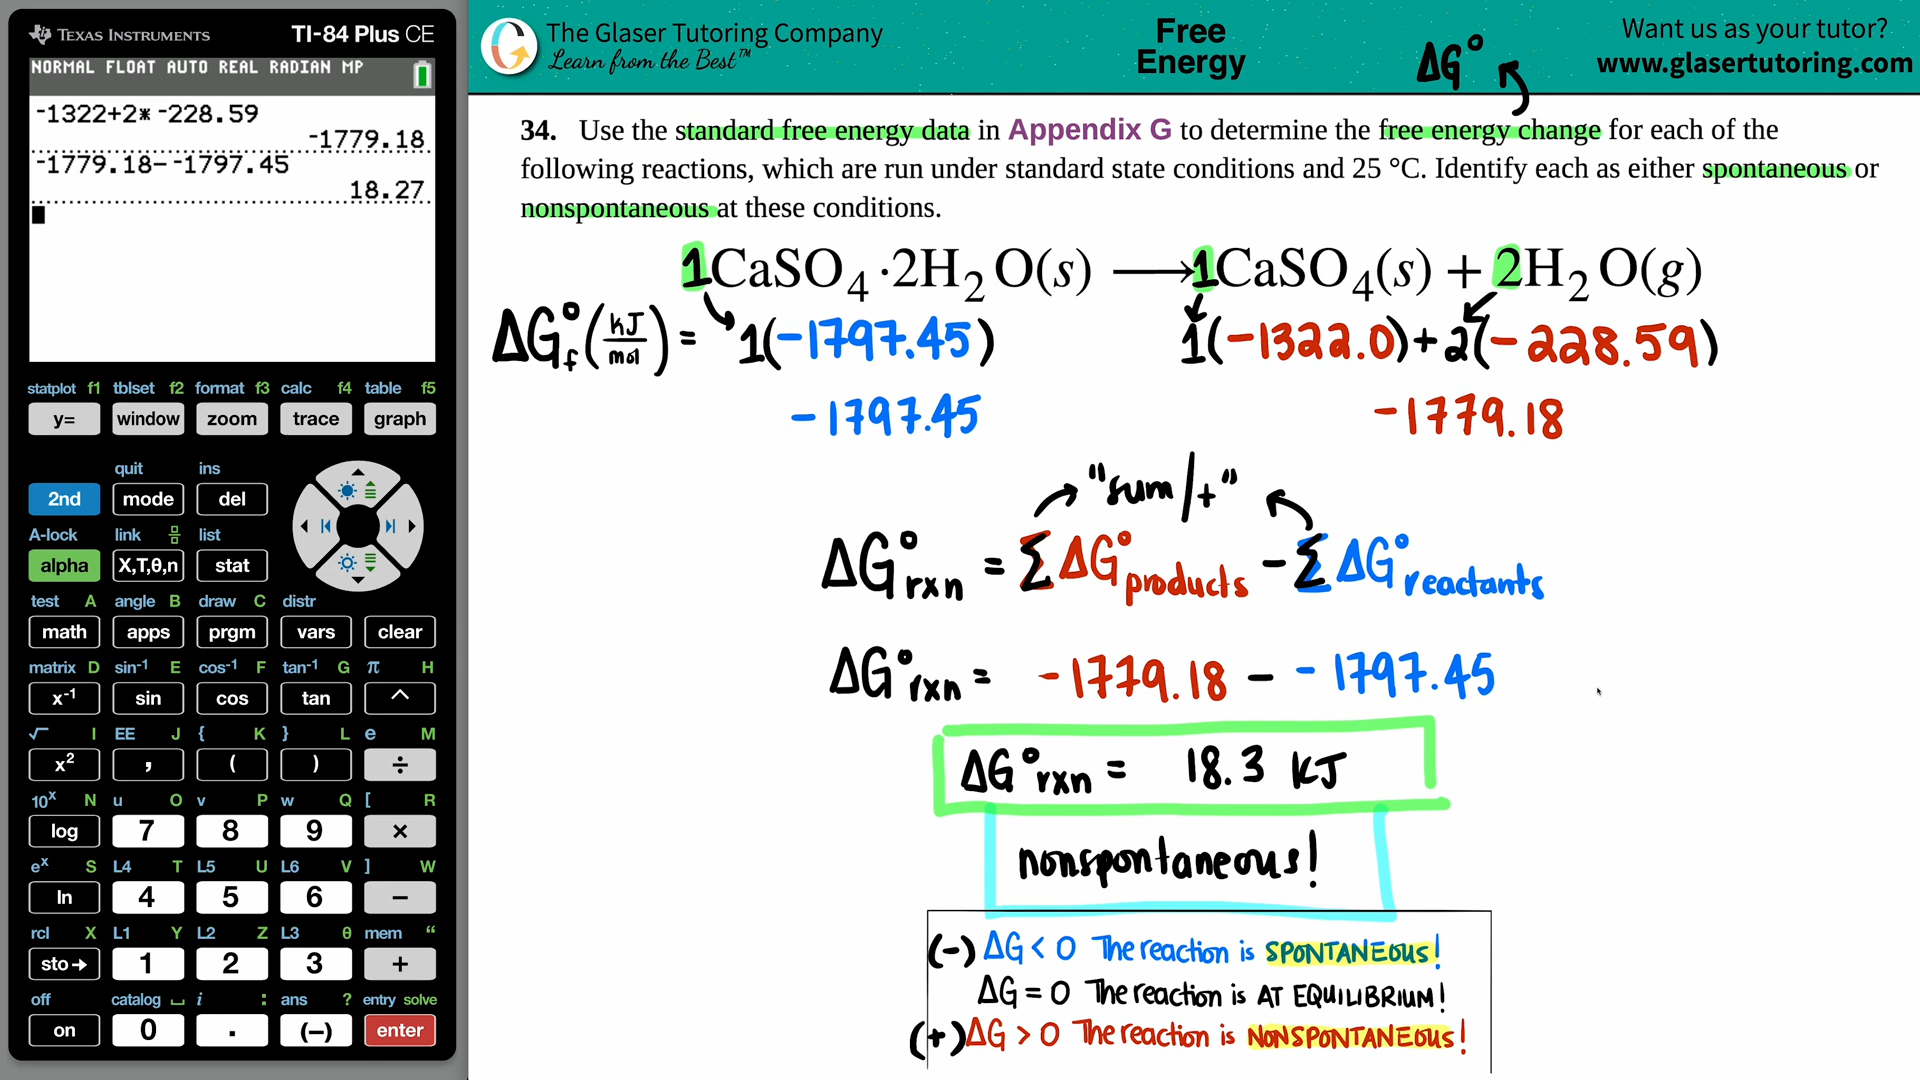 TEXAS INSTRUMENTS TI-84 Plus CE
NORMAL FLOAT AUTO REAL RADIAN MP
-1322+2*-228.59
-1779.18
-1779.18--1797.45
18.27
statplot f1 tblset f2 format f3 calc f4 table f5
y= window zoom trace graph
quit ins
2nd mode del
A-lock link list
alpha X,T,θ,n stat
test A angle B draw C distr
math apps prgm vars clear
matrix D sin⁻¹ E cos⁻¹ F tan⁻¹ G π H
x⁻¹ sin cos tan ^
√ I EE J { K } L e M
x² , ( ) ÷
10ˣ N u O v P w Q [ R
log 7 8 9 ×
eˣ S L4 T L5 U L6 V ] W
ln 4 5 6 −
rcl X L1 Y L2 Z L3 θ mem "
sto→ 1 2 3 +
off catalog ⎵ i : ans ? entry solve
on 0 . (−) enter
The Glaser Tutoring Company
Learn from the Best™
Free
Energy
ΔG°
Want us as your tutor?
www.glasertutoring.com
34. Use the standard free energy data in Appendix G to determine the free energy change for each of the
following reactions, which are run under standard state conditions and 25 °C. Identify each as either spontaneous or
nonspontaneous at these conditions.
1CaSO₄·2H₂O(s) ⟶ 1CaSO₄(s) + 2H₂O(g)
ΔG°f (kJ/mol) = 1(-1797.45) 1(-1322.0)+2(-228.59)
-1797.45 -1779.18
"sum/+"
ΔG°rxn = Σ ΔG°products - Σ ΔG°reactants
ΔG°rxn = -1779.18 - -1797.45
ΔG°rxn = 18.3 kJ
nonspontaneous!
(-) ΔG < 0 The reaction is SPONTANEOUS!
ΔG = 0 The reaction is AT EQUILIBRIUM!
(+) ΔG > 0 The reaction is NONSPONTANEOUS!